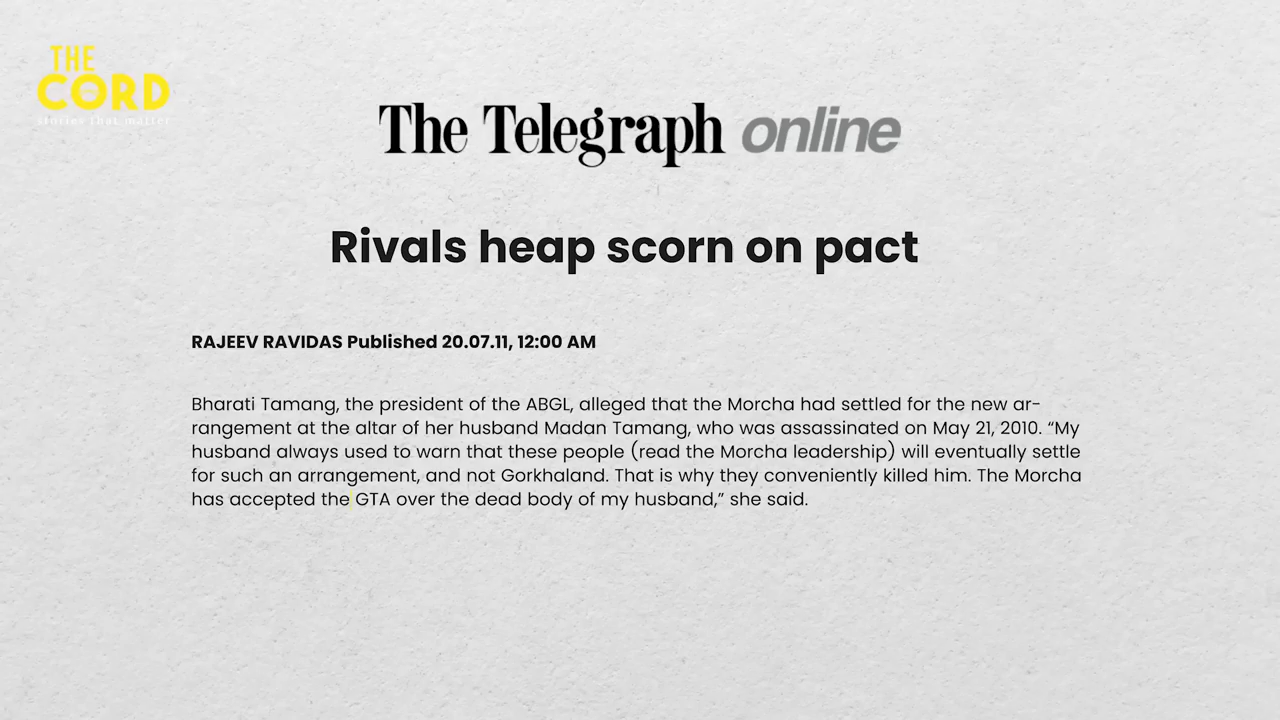 THE
CORD
stories that matter
The Telegraph online
Rivals heap scorn on pact
RAJEEV RAVIDAS Published 20.07.11, 12:00 AM
Bharati Tamang, the president of the ABGL, alleged that the Morcha had settled for the new ar-
rangement at the altar of her husband Madan Tamang, who was assassinated on May 21, 2010. “My
husband always used to warn that these people (read the Morcha leadership) will eventually settle
for such an arrangement, and not Gorkhaland. That is why they conveniently killed him. The Morcha
has accepted the GTA over the dead body of my husband,” she said.